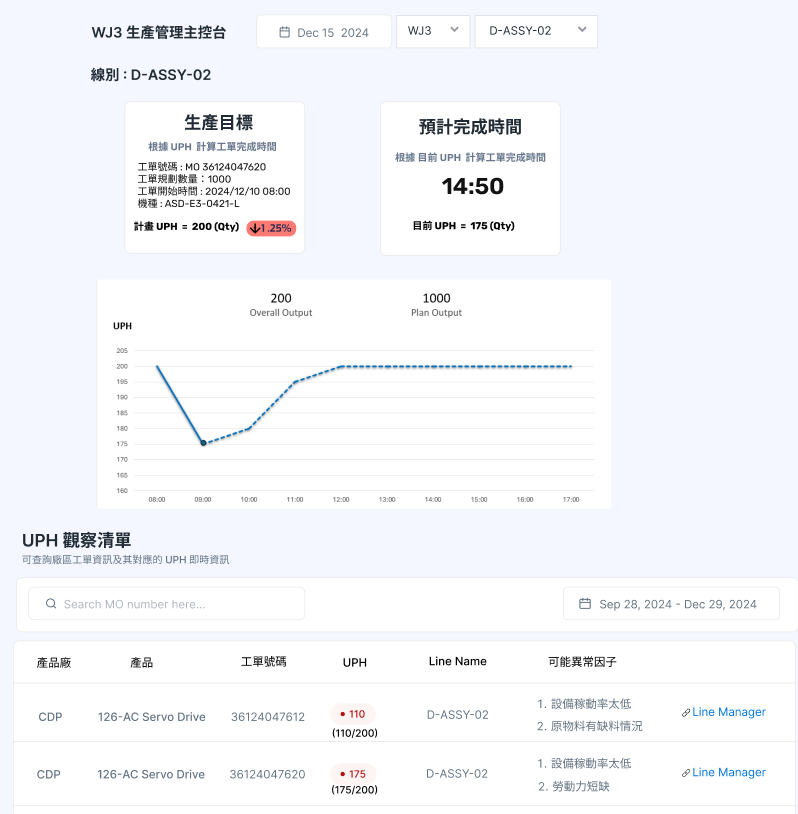 WJ3 生產管理主控台
Dec 15 2024
WJ3
D-ASSY-02
線別 : D-ASSY-02
生產目標
根據 UPH 計算工單完成時間
工單號碼 : MO 36124047620
工單規劃數量：1000
工單開始時間 : 2024/12/10 08:00
機種 : ASD-E3-0421-L
計畫 UPH = 200 (Qty)
1.25%
預計完成時間
根據 目前 UPH 計算工單完成時間
14:50
目前 UPH = 175 (Qty)
200
Overall Output
1000
Plan Output
UPH
205
200
195
190
185
180
175
170
165
160
08:00 09:00 10:00 11:00 12:00 13:00 14:00 15:00 16:00 17:00
UPH 觀察清單
可查詢廠區工單資訊及其對應的 UPH 即時資訊
Search MO number here...
Sep 28, 2024 - Dec 29, 2024
產品廠 產品 工單號碼 UPH Line Name 可能異常因子
CDP 126-AC Servo Drive 36124047612 110 (110/200) D-ASSY-02
1. 設備稼動率太低
2. 原物料有缺料情況
Line Manager
CDP 126-AC Servo Drive 36124047620 175 (175/200) D-ASSY-02
1. 設備稼動率太低
2. 勞動力短缺
Line Manager